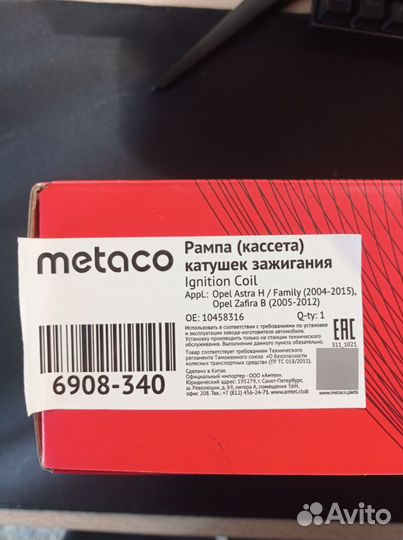 metaco
Рампа (кассета)
катушек зажигания
Ignition Coil
Appl.: Opel Astra H / Family (2004-2015),
Opel Zafira B (2005-2012)
OE: 10458316 Q-ty: 1
Использовать в соответствии с требованиями по установке
и эксплуатации завода-изготовителя автомобиля.
Установку производить только на станции технического
обслуживания. Выполнение данного пункта обязательно.
EAC
511_1021
Товар соответствует требованиям Технического
регламента Таможенного союза «О безопасности
колесных транспортных средств» (ТР ТС 018/2011).
6908-340
Сделано в Китае.
Официальный импортер - ООО «Амтел».
Юридический адрес: 195279, г. Санкт-Петербург,
ш. Революции, д. 69, литера А, помещение 36Н,
офис 208. Тел. +7 (812) 456-24-71. www.amtel.club
www.metaco.parts
Avito